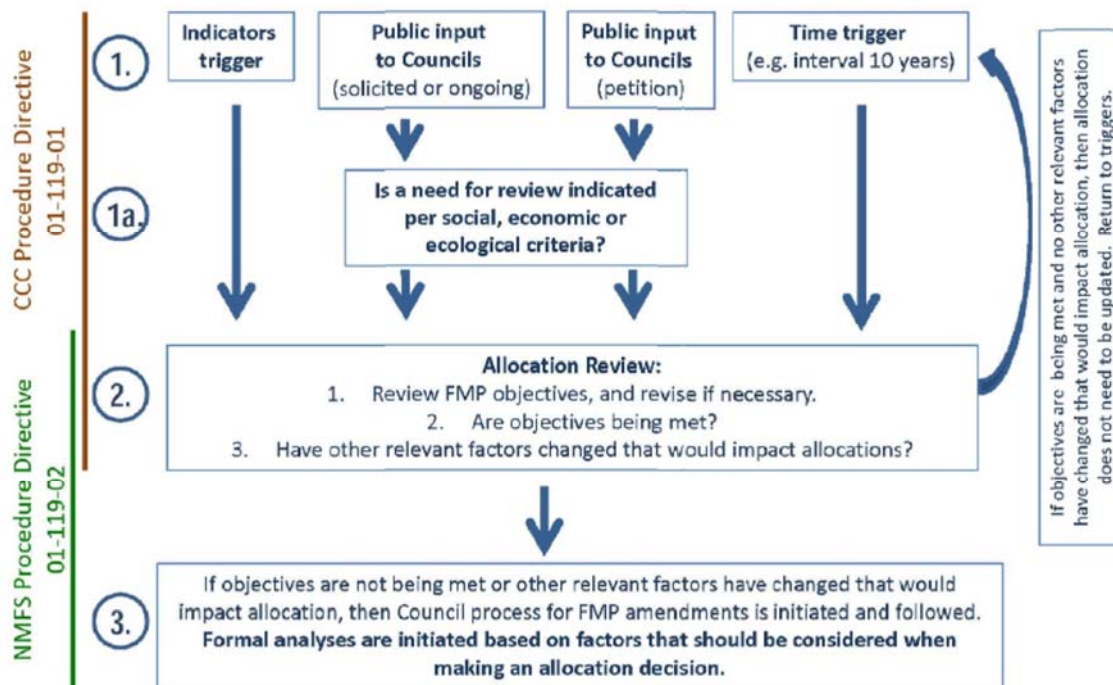 CCC Procedure Directive
01-119-01
NMFS Procedure Directive
01-119-02
1.
Indicators
trigger
Public input
to Councils
(solicited or ongoing)
Public input
to Councils
(petition)
Time trigger
(e.g. interval 10 years)
1a.
Is a need for review indicated
per social, economic or
ecological criteria?
2.
Allocation Review:
1. Review FMP objectives, and revise if necessary.
2. Are objectives being met?
3. Have other relevant factors changed that would impact allocations?
3.
If objectives are not being met or other relevant factors have changed that would
impact allocation, then Council process for FMP amendments is initiated and followed.
Formal analyses are initiated based on factors that should be considered when
making an allocation decision.
If objectives are being met and no other relevant factors
have changed that would impact allocation, then allocation
does not need to be updated. Return to triggers.